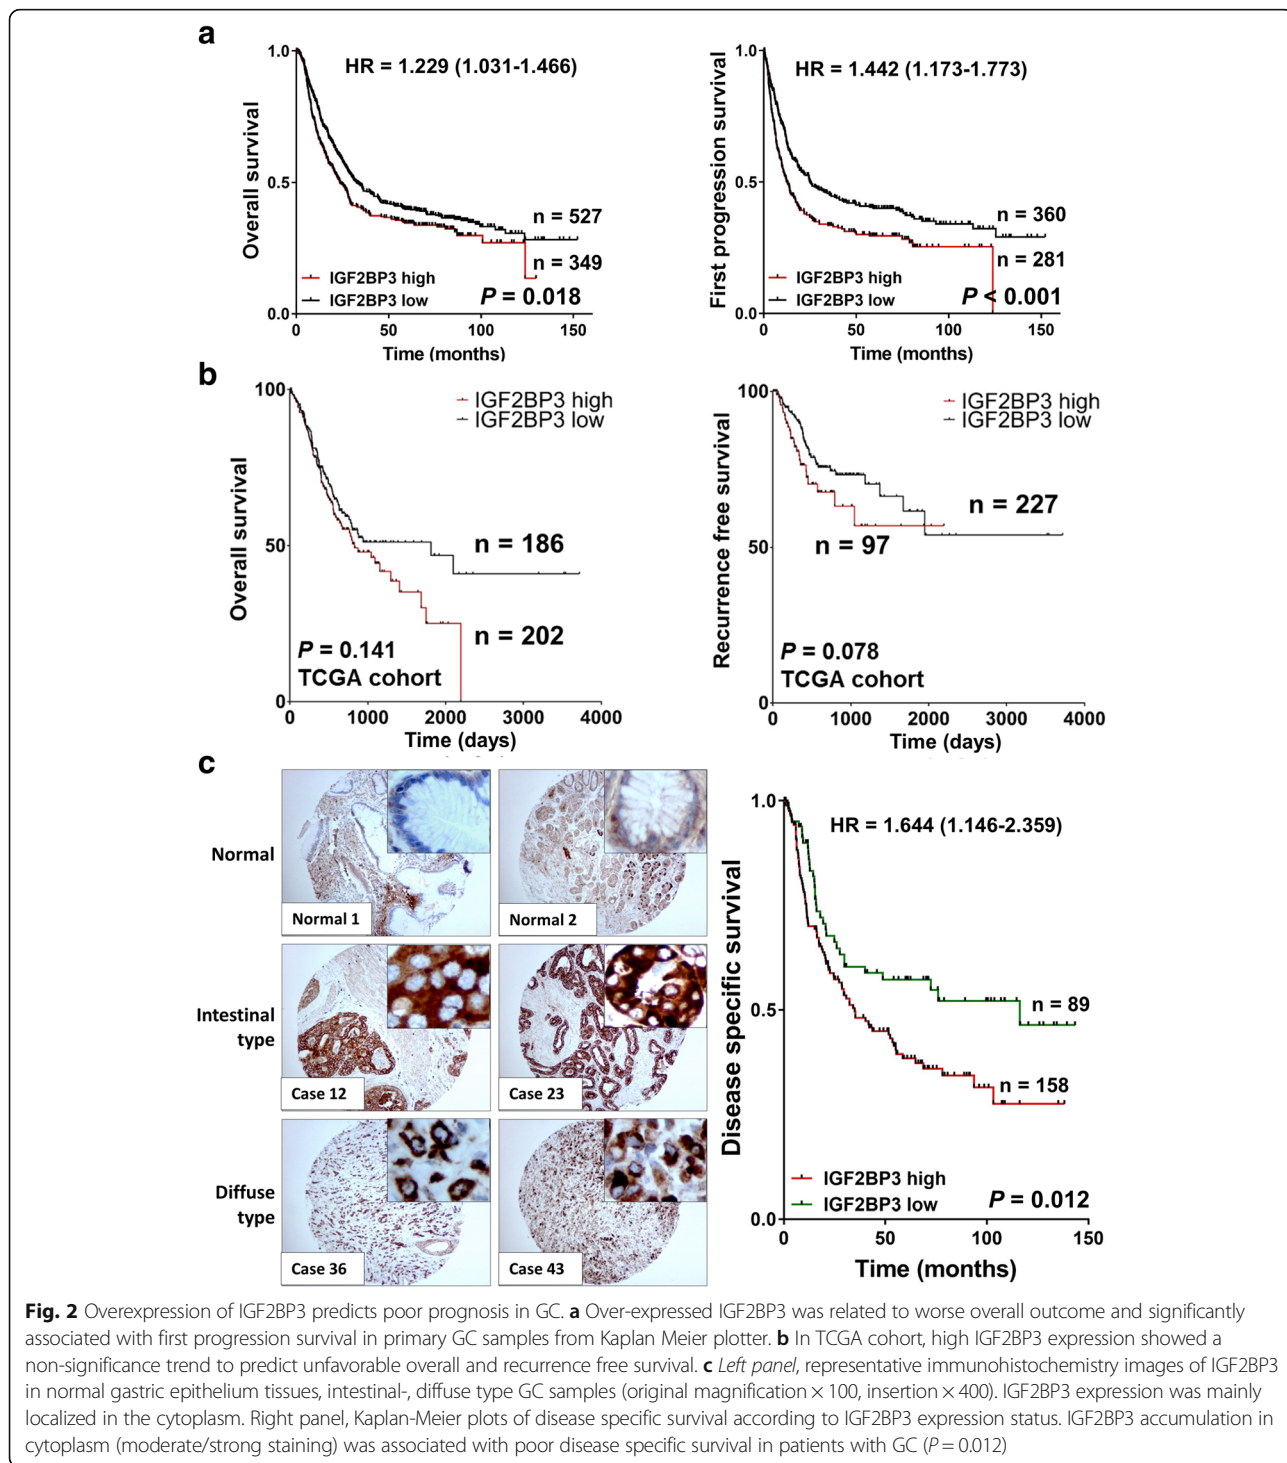 a
1.0
0.5
0.0
Overall survival
HR = 1.229 (1.031-1.466)
n = 527
n = 349
IGF2BP3 high
IGF2BP3 low
P = 0.018
0 50 100 150
Time (months)
1.0
0.5
0.0
First progression survival
HR = 1.442 (1.173-1.773)
n = 360
n = 281
IGF2BP3 high
IGF2BP3 low
P < 0.001
0 50 100 150
Time (months)
b
100
50
0
Overall survival
IGF2BP3 high
IGF2BP3 low
n = 186
n = 202
P = 0.141
TCGA cohort
0 1000 2000 3000 4000
Time (days)
100
50
0
Recurrence free survival
IGF2BP3 high
IGF2BP3 low
n = 227
n = 97
P = 0.078
TCGA cohort
0 1000 2000 3000 4000
Time (days)
c
Normal
Normal 1
Normal 2
Intestinal
type
Case 12
Case 23
Diffuse
type
Case 36
Case 43
1.0
0.5
0.0
Disease specific survival
HR = 1.644 (1.146-2.359)
n = 89
n = 158
IGF2BP3 high
IGF2BP3 low
P = 0.012
0 50 100 150
Time (months)
Fig. 2 Overexpression of IGF2BP3 predicts poor prognosis in GC. a Over-expressed IGF2BP3 was related to worse overall outcome and significantly
associated with first progression survival in primary GC samples from Kaplan Meier plotter. b In TCGA cohort, high IGF2BP3 expression showed a
non-significance trend to predict unfavorable overall and recurrence free survival. c Left panel, representative immunohistochemistry images of IGF2BP3
in normal gastric epithelium tissues, intestinal-, diffuse type GC samples (original magnification × 100, insertion × 400). IGF2BP3 expression was mainly
localized in the cytoplasm. Right panel, Kaplan-Meier plots of disease specific survival according to IGF2BP3 expression status. IGF2BP3 accumulation in
cytoplasm (moderate/strong staining) was associated with poor disease specific survival in patients with GC (P = 0.012)